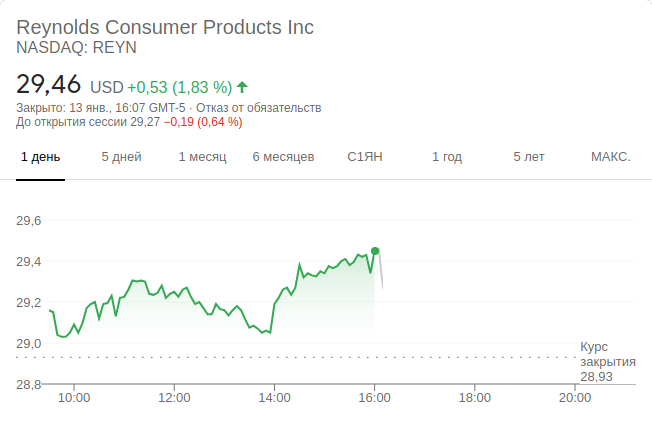 Reynolds Consumer Products Inc
NASDAQ: REYN
29,46 USD +0,53 (1,83 %)
Закрыто: 13 янв., 16:07 GMT-5 · Отказ от обязательств
До открытия сессии 29,27 −0,19 (0,64 %)
1 день 5 дней 1 месяц 6 месяцев С1ЯН 1 год 5 лет МАКС.
29,6
29,4
29,2
29,0
Курс
закрытия
28,93
28,8
10:00 12:00 14:00 16:00 18:00 20:00